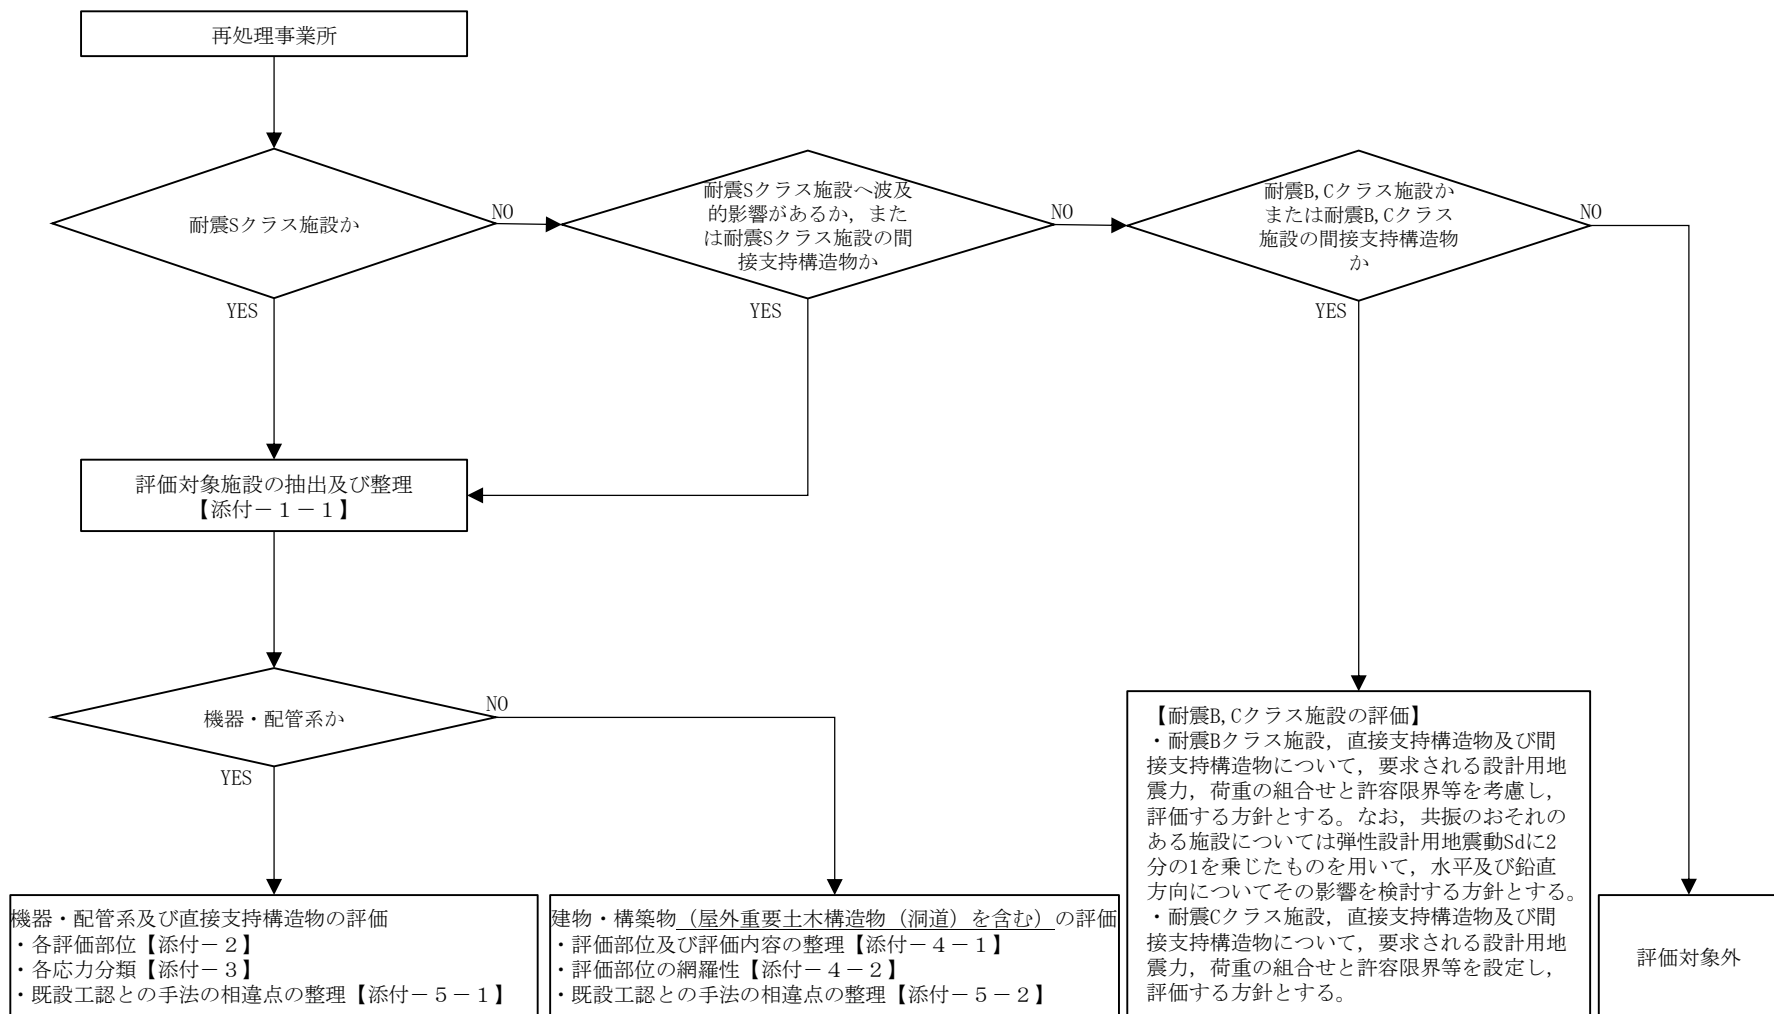 再処理事業所
耐震Sクラス施設か
NO
YES
耐震Sクラス施設へ波及
的影響があるか，また
は耐震Sクラス施設の間
接支持構造物か
NO
YES
耐震B,Cクラス施設か
または耐震B,Cクラス
施設の間接支持構造物
か
NO
YES
評価対象施設の抽出及び整理
【添付－１－１】
機器・配管系か
NO
YES
機器・配管系及び直接支持構造物の評価
・各評価部位【添付－２】
・各応力分類【添付－３】
・既設工認との手法の相違点の整理【添付－５－１】
建物・構築物（屋外重要土木構造物（洞道）を含む）の評価
・評価部位及び評価内容の整理【添付－４－１】
・評価部位の網羅性【添付－４－２】
・既設工認との手法の相違点の整理【添付－５－２】
【耐震B,Cクラス施設の評価】
・耐震Bクラス施設，直接支持構造物及び間
接支持構造物について，要求される設計用地
震力，荷重の組合せと許容限界等を考慮し，
評価する方針とする。なお，共振のおそれの
ある施設については弾性設計用地震動Sdに2
分の1を乗じたものを用いて，水平及び鉛直
方向についてその影響を検討する方針とする。
・耐震Cクラス施設，直接支持構造物及び間
接支持構造物について，要求される設計用地
震力，荷重の組合せと許容限界等を設定し，
評価する方針とする。
評価対象外